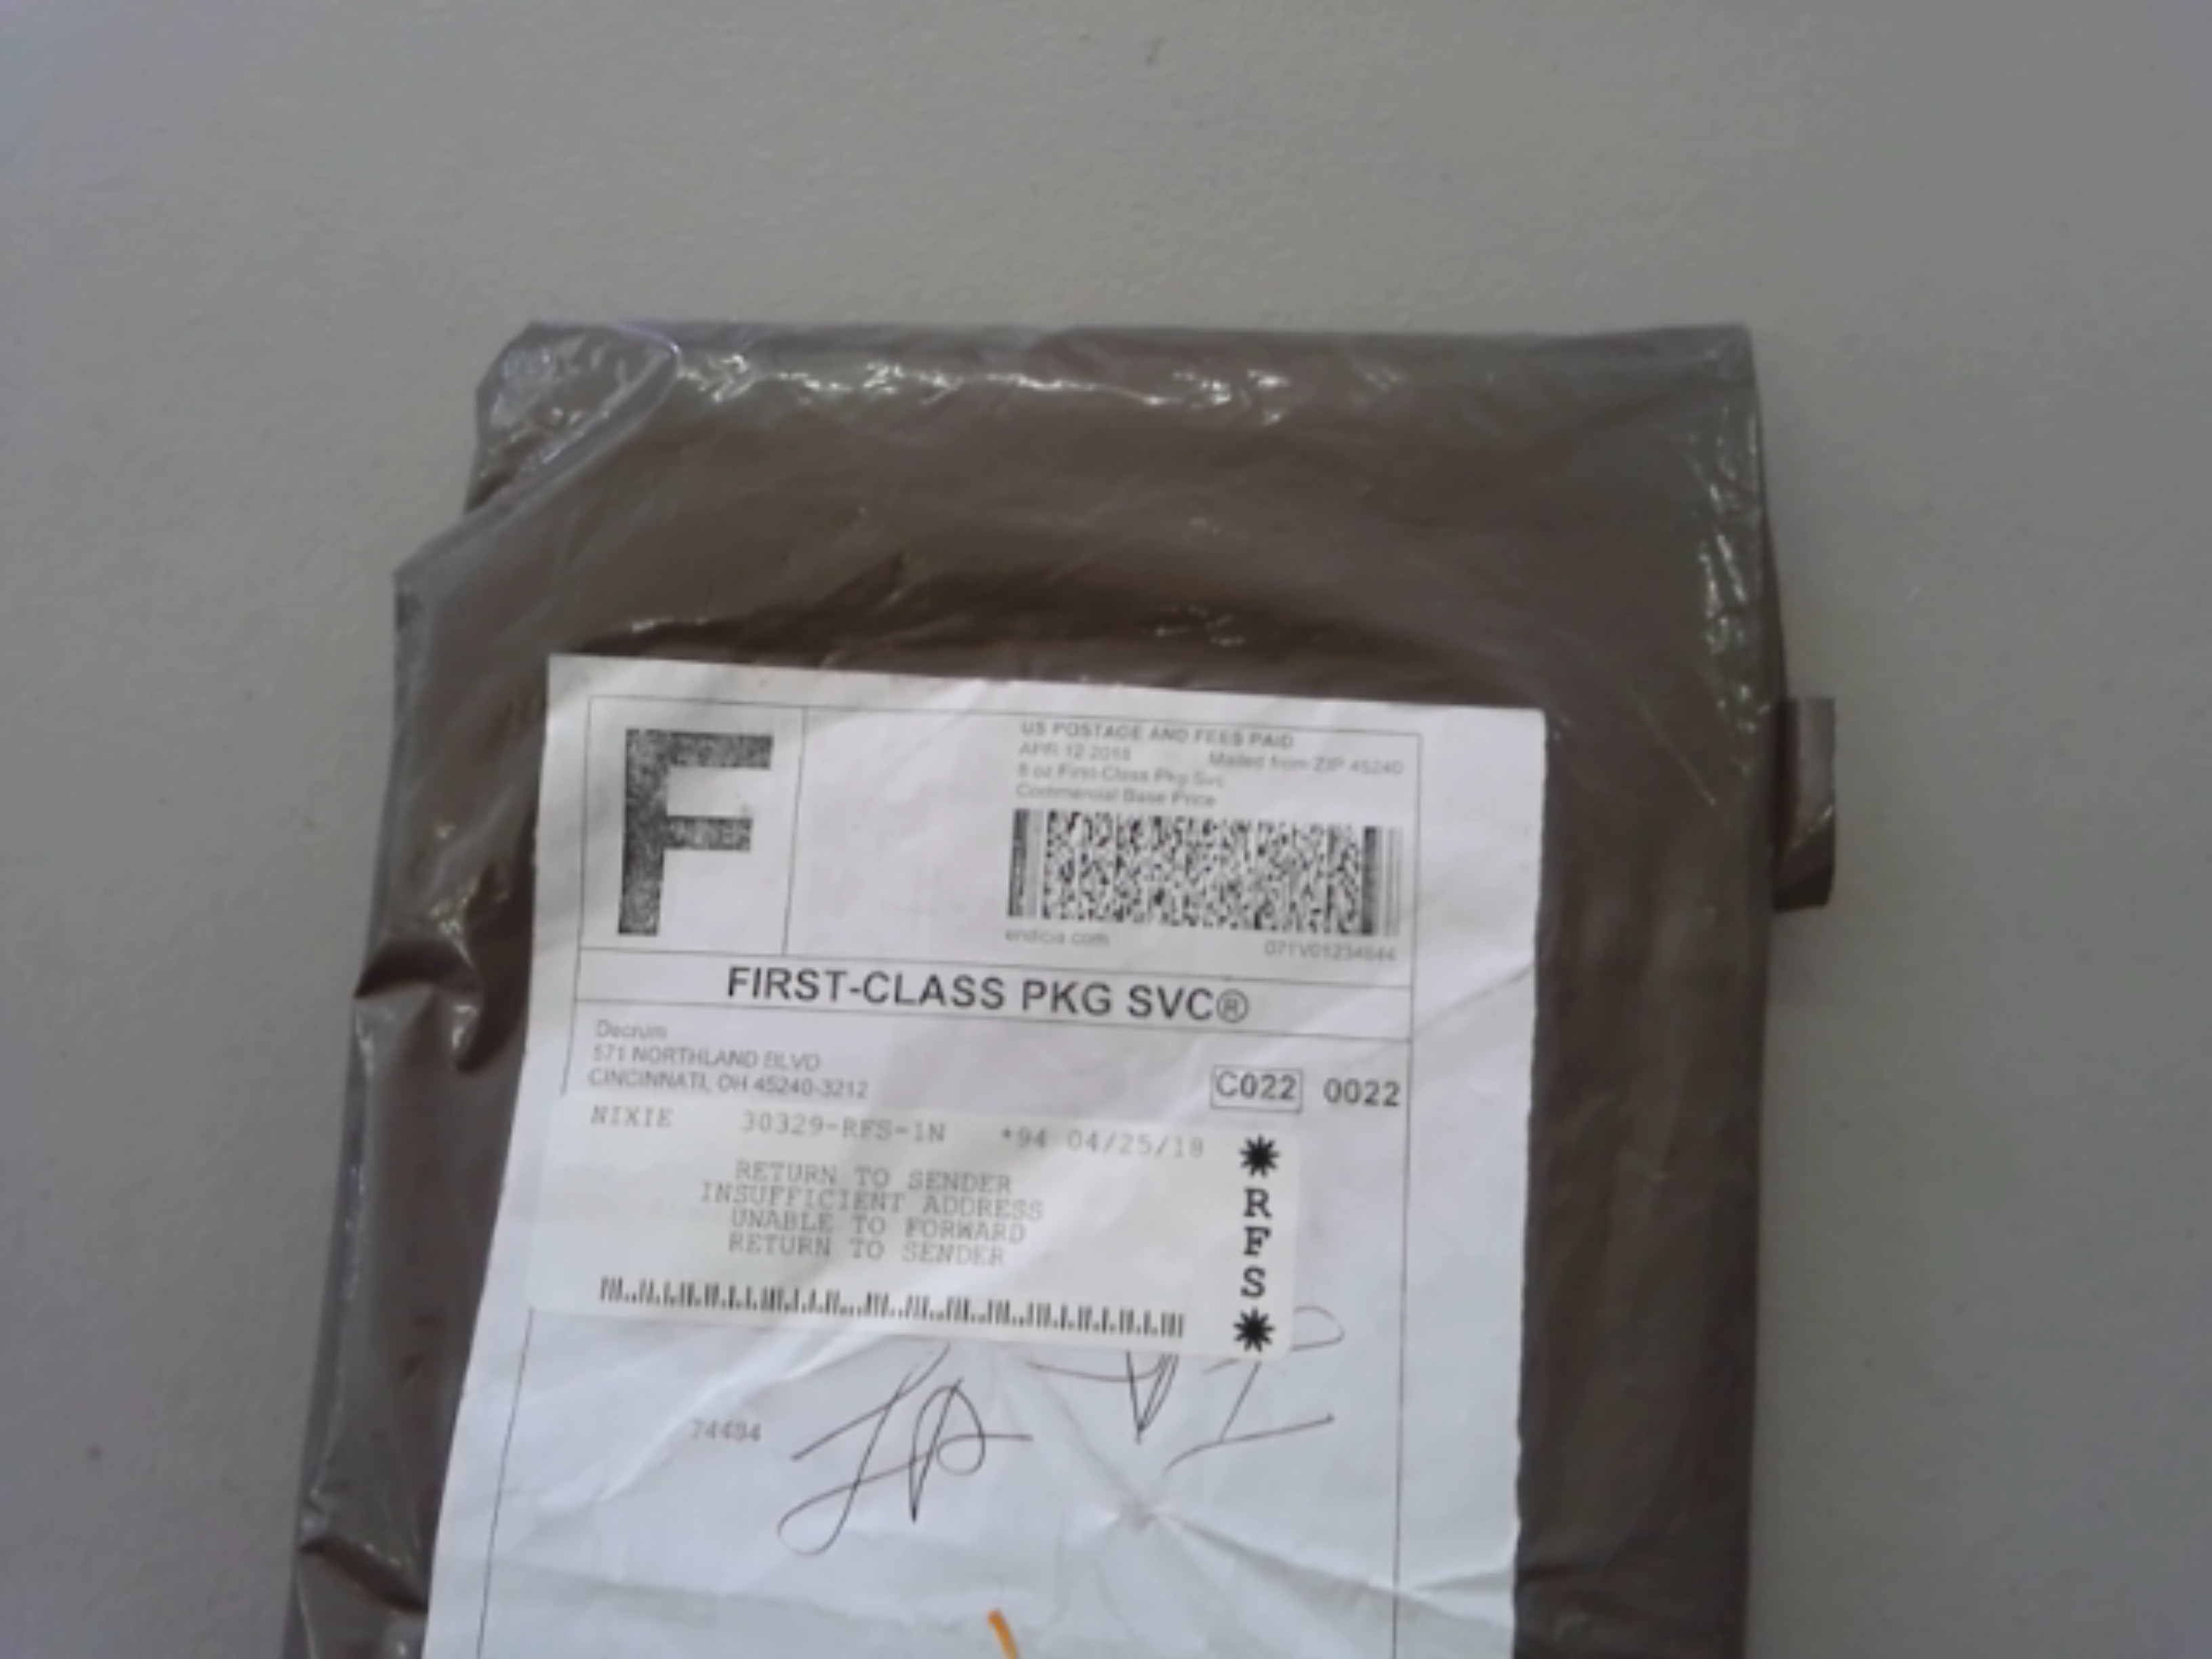 F
US POSTAGE AND FEES PAID
APR 12 2018 Mailed from ZIP 45240
8 oz First-Class Pkg Svc
Commercial Base Price
endicia.com 071V01234644
FIRST-CLASS PKG SVC®
Decrum
571 NORTHLAND BLVD
CINCINNATI, OH 45240-3212
C022 0022
NIXIE 30329-RFS-1N *94 04/25/18
RETURN TO SENDER
INSUFFICIENT ADDRESS
UNABLE TO FORWARD
RETURN TO SENDER
*RFS*
74494